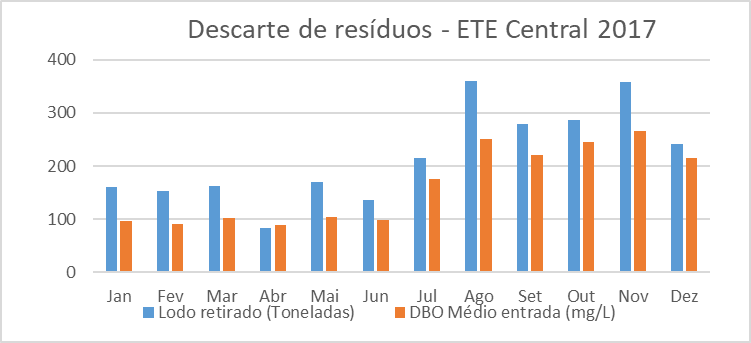 Descarte de resíduos - ETE Central 2017
400
300
200
100
0
Jan Fev Mar Abr Mai Jun Jul Ago Set Out Nov Dez
Lodo retirado (Toneladas) DBO Médio entrada (mg/L)